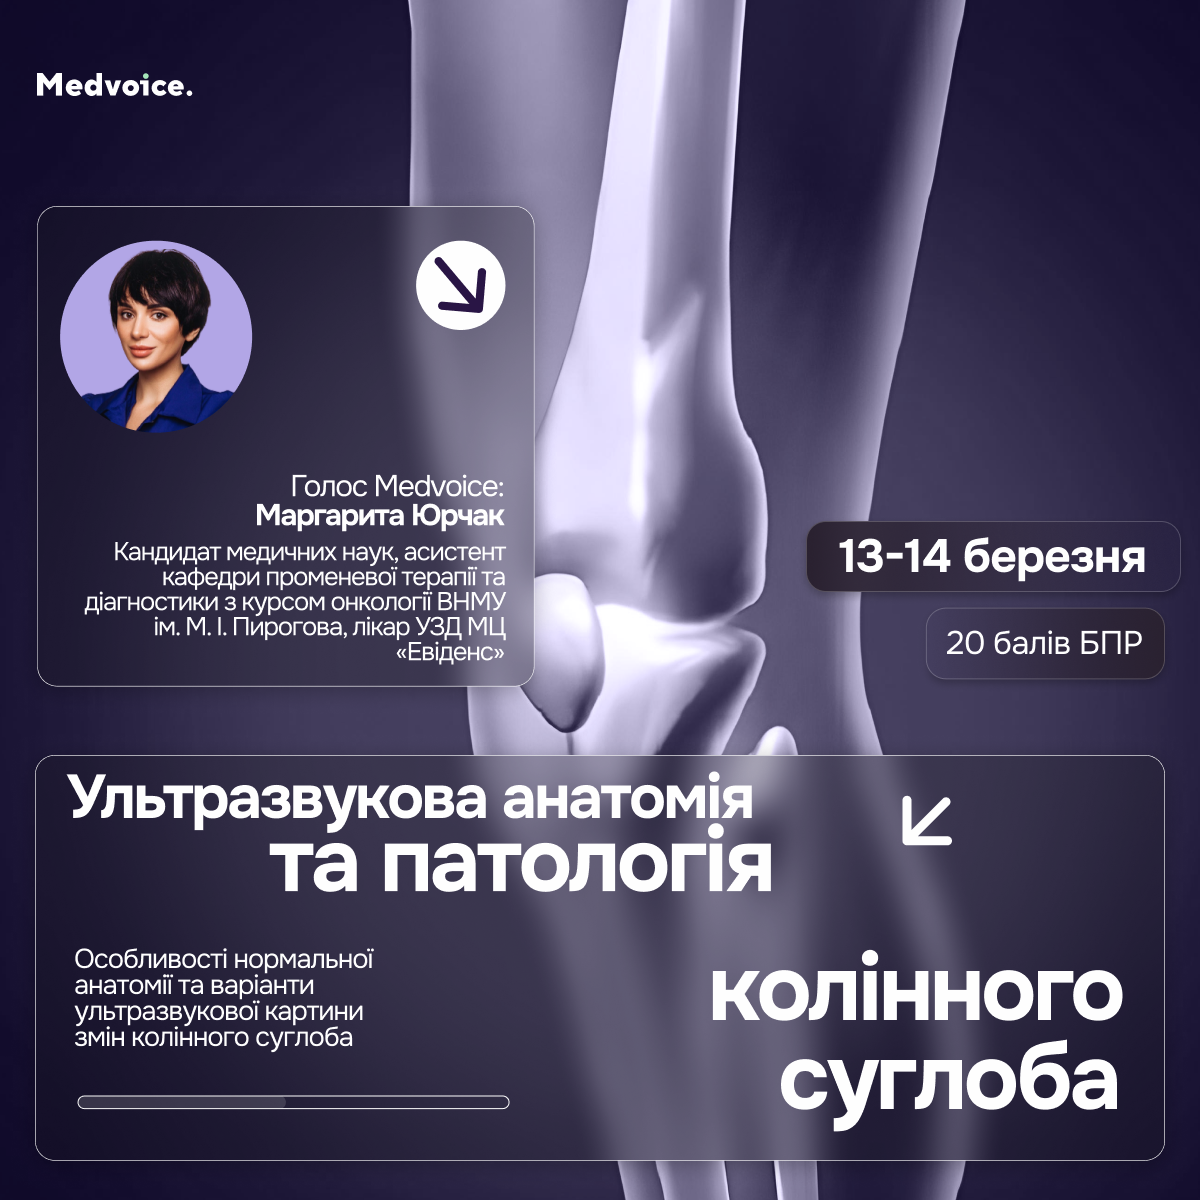 Medvoice.
Голос Medvoice:
Маргарита Юрчак
Кандидат медичних наук, асистент
кафедри променевої терапії та
діагностики з курсом онкології ВНМУ
ім. М. І. Пирогова, лікар УЗД МЦ
«Евіденс»
13-14 березня
20 балів БПР
Ультразвукова анатомія
та патологія
колінного
суглоба
Особливості нормальної
анатомії та варіанти
ультразвукової картини
змін колінного суглоба